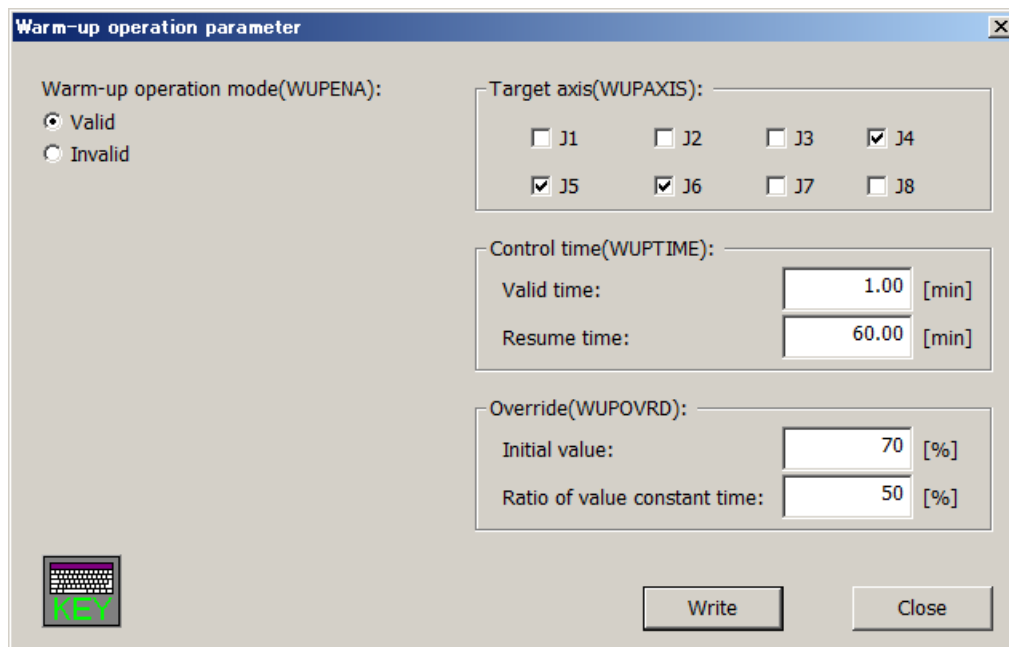 Warm-up operation parameter
Warm-up operation mode(WUPENA):
Valid
Invalid
Target axis(WUPAXIS):
J1 J2 J3 J4
J5 J6 J7 J8
Control time(WUPTIME):
Valid time: 1.00 [min]
Resume time: 60.00 [min]
Override(WUPOVRD):
Initial value: 70 [%]
Ratio of value constant time: 50 [%]
KEY
Write Close